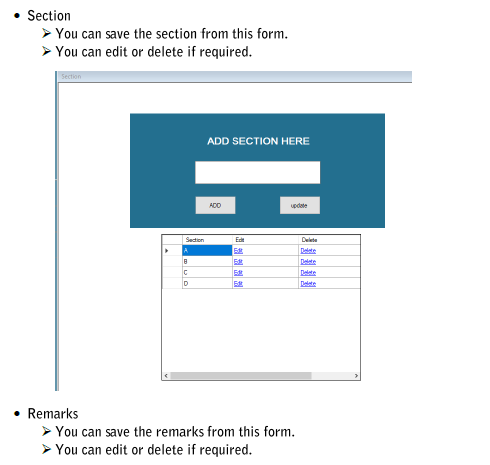 • Section
➢ You can save the section from this form.
➢ You can edit or delete if required.
Section
ADD SECTION HERE
ADD update
Section Edit Delete
A Edit Delete
B Edit Delete
C Edit Delete
D Edit Delete
• Remarks
➢ You can save the remarks from this form.
➢ You can edit or delete if required.